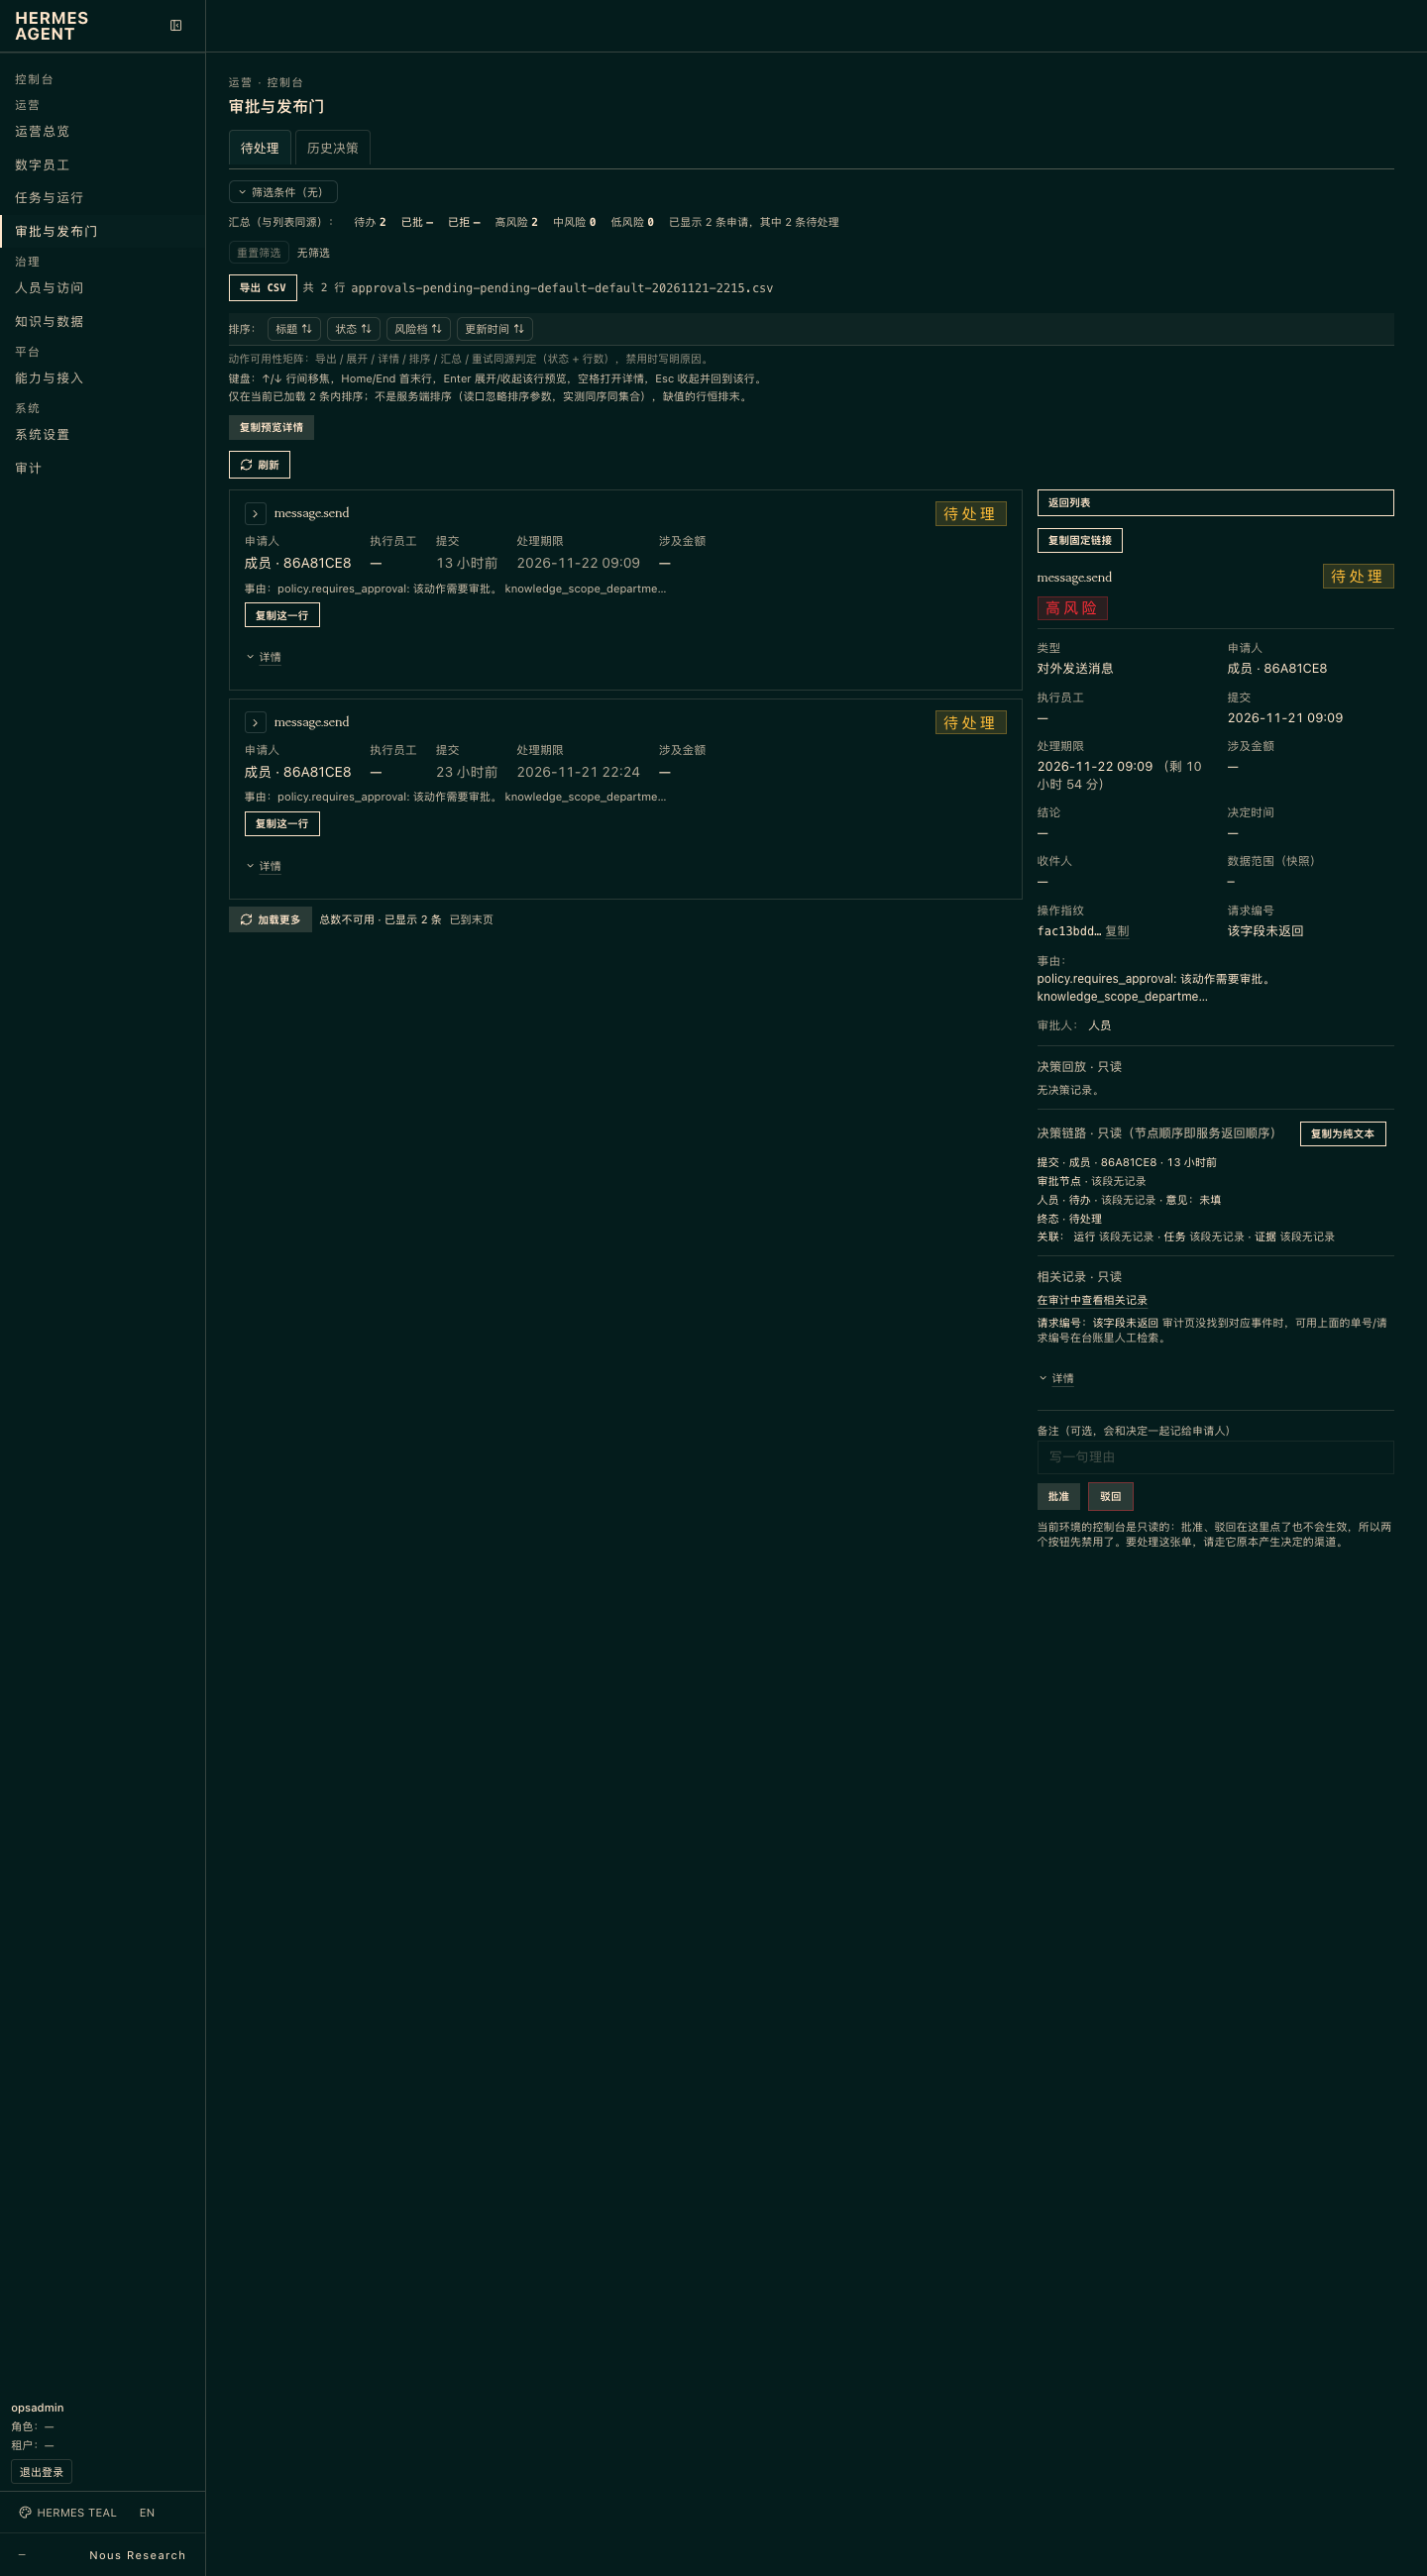 HERMES
AGENT
控制台
运营
运营总览
数字员工
任务与运行
审批与发布门
治理
人员与访问
知识与数据
平台
能力与接入
系统
系统设置
审计
opsadmin
角色: —
租户: —
退出登录
HERMES TEAL EN
— Nous Research
运营 · 控制台
审批与发布门
待处理 历史决策
筛选条件（无）
汇总（与列表同源）: 待办 2 已批 — 已拒 — 高风险 2 中风险 0 低风险 0 已显示 2 条申请，其中 2 条待处理
重置筛选 无筛选
导出 CSV 共 2 行 approvals-pending-pending-default-default-20261121-2215.csv
排序: 标题 ⇅ 状态 ⇅ 风险档 ⇅ 更新时间 ⇅
动作可用性矩阵: 导出 / 展开 / 详情 / 排序 / 汇总 / 重试同源判定（状态 + 行数），禁用时写明原因。
键盘: ↑/↓ 行间移焦，Home/End 首末行，Enter 展开/收起该行预览，空格打开详情，Esc 收起并回到该行。
仅在当前已加载 2 条内排序；不是服务端排序（读口忽略排序参数，实测同序同集合），缺值的行恒排末。
复制预览详情
刷新
message.send 待处理
申请人 执行员工 提交 处理期限 涉及金额
成员 · 86A81CE8 — 13 小时前 2026-11-22 09:09 —
事由: policy.requires_approval: 该动作需要审批。 knowledge_scope_departme…
复制这一行
详情
message.send 待处理
申请人 执行员工 提交 处理期限 涉及金额
成员 · 86A81CE8 — 23 小时前 2026-11-21 22:24 —
事由: policy.requires_approval: 该动作需要审批。 knowledge_scope_departme…
复制这一行
详情
加载更多 总数不可用 · 已显示 2 条 已到末页
返回列表
复制固定链接
message.send 待处理
高风险
类型 申请人
对外发送消息 成员 · 86A81CE8
执行员工 提交
— 2026-11-21 09:09
处理期限 涉及金额
2026-11-22 09:09 （剩 10 —
小时 54 分）
结论 决定时间
— —
收件人 数据范围（快照）
— —
操作指纹 请求编号
fac13bdd… 复制 该字段未返回
事由:
policy.requires_approval: 该动作需要审批。
knowledge_scope_departme…
审批人: 人员
决策回放 · 只读
无决策记录。
决策链路 · 只读（节点顺序即服务返回顺序） 复制为纯文本
提交 · 成员 · 86A81CE8 · 13 小时前
审批节点 · 该段无记录
人员 · 待办 · 该段无记录 · 意见: 未填
终态 · 待处理
关联: 运行 该段无记录 · 任务 该段无记录 · 证据 该段无记录
相关记录 · 只读
在审计中查看相关记录
请求编号: 该字段未返回 审计页没找到对应事件时，可用上面的单号/请
求编号在台账里人工检索。
详情
备注（可选，会和决定一起记给申请人）
写一句理由
批准 驳回
当前环境的控制台是只读的: 批准、驳回在这里点了也不会生效，所以两
个按钮先禁用了。要处理这张单，请走它原本产生决定的渠道。